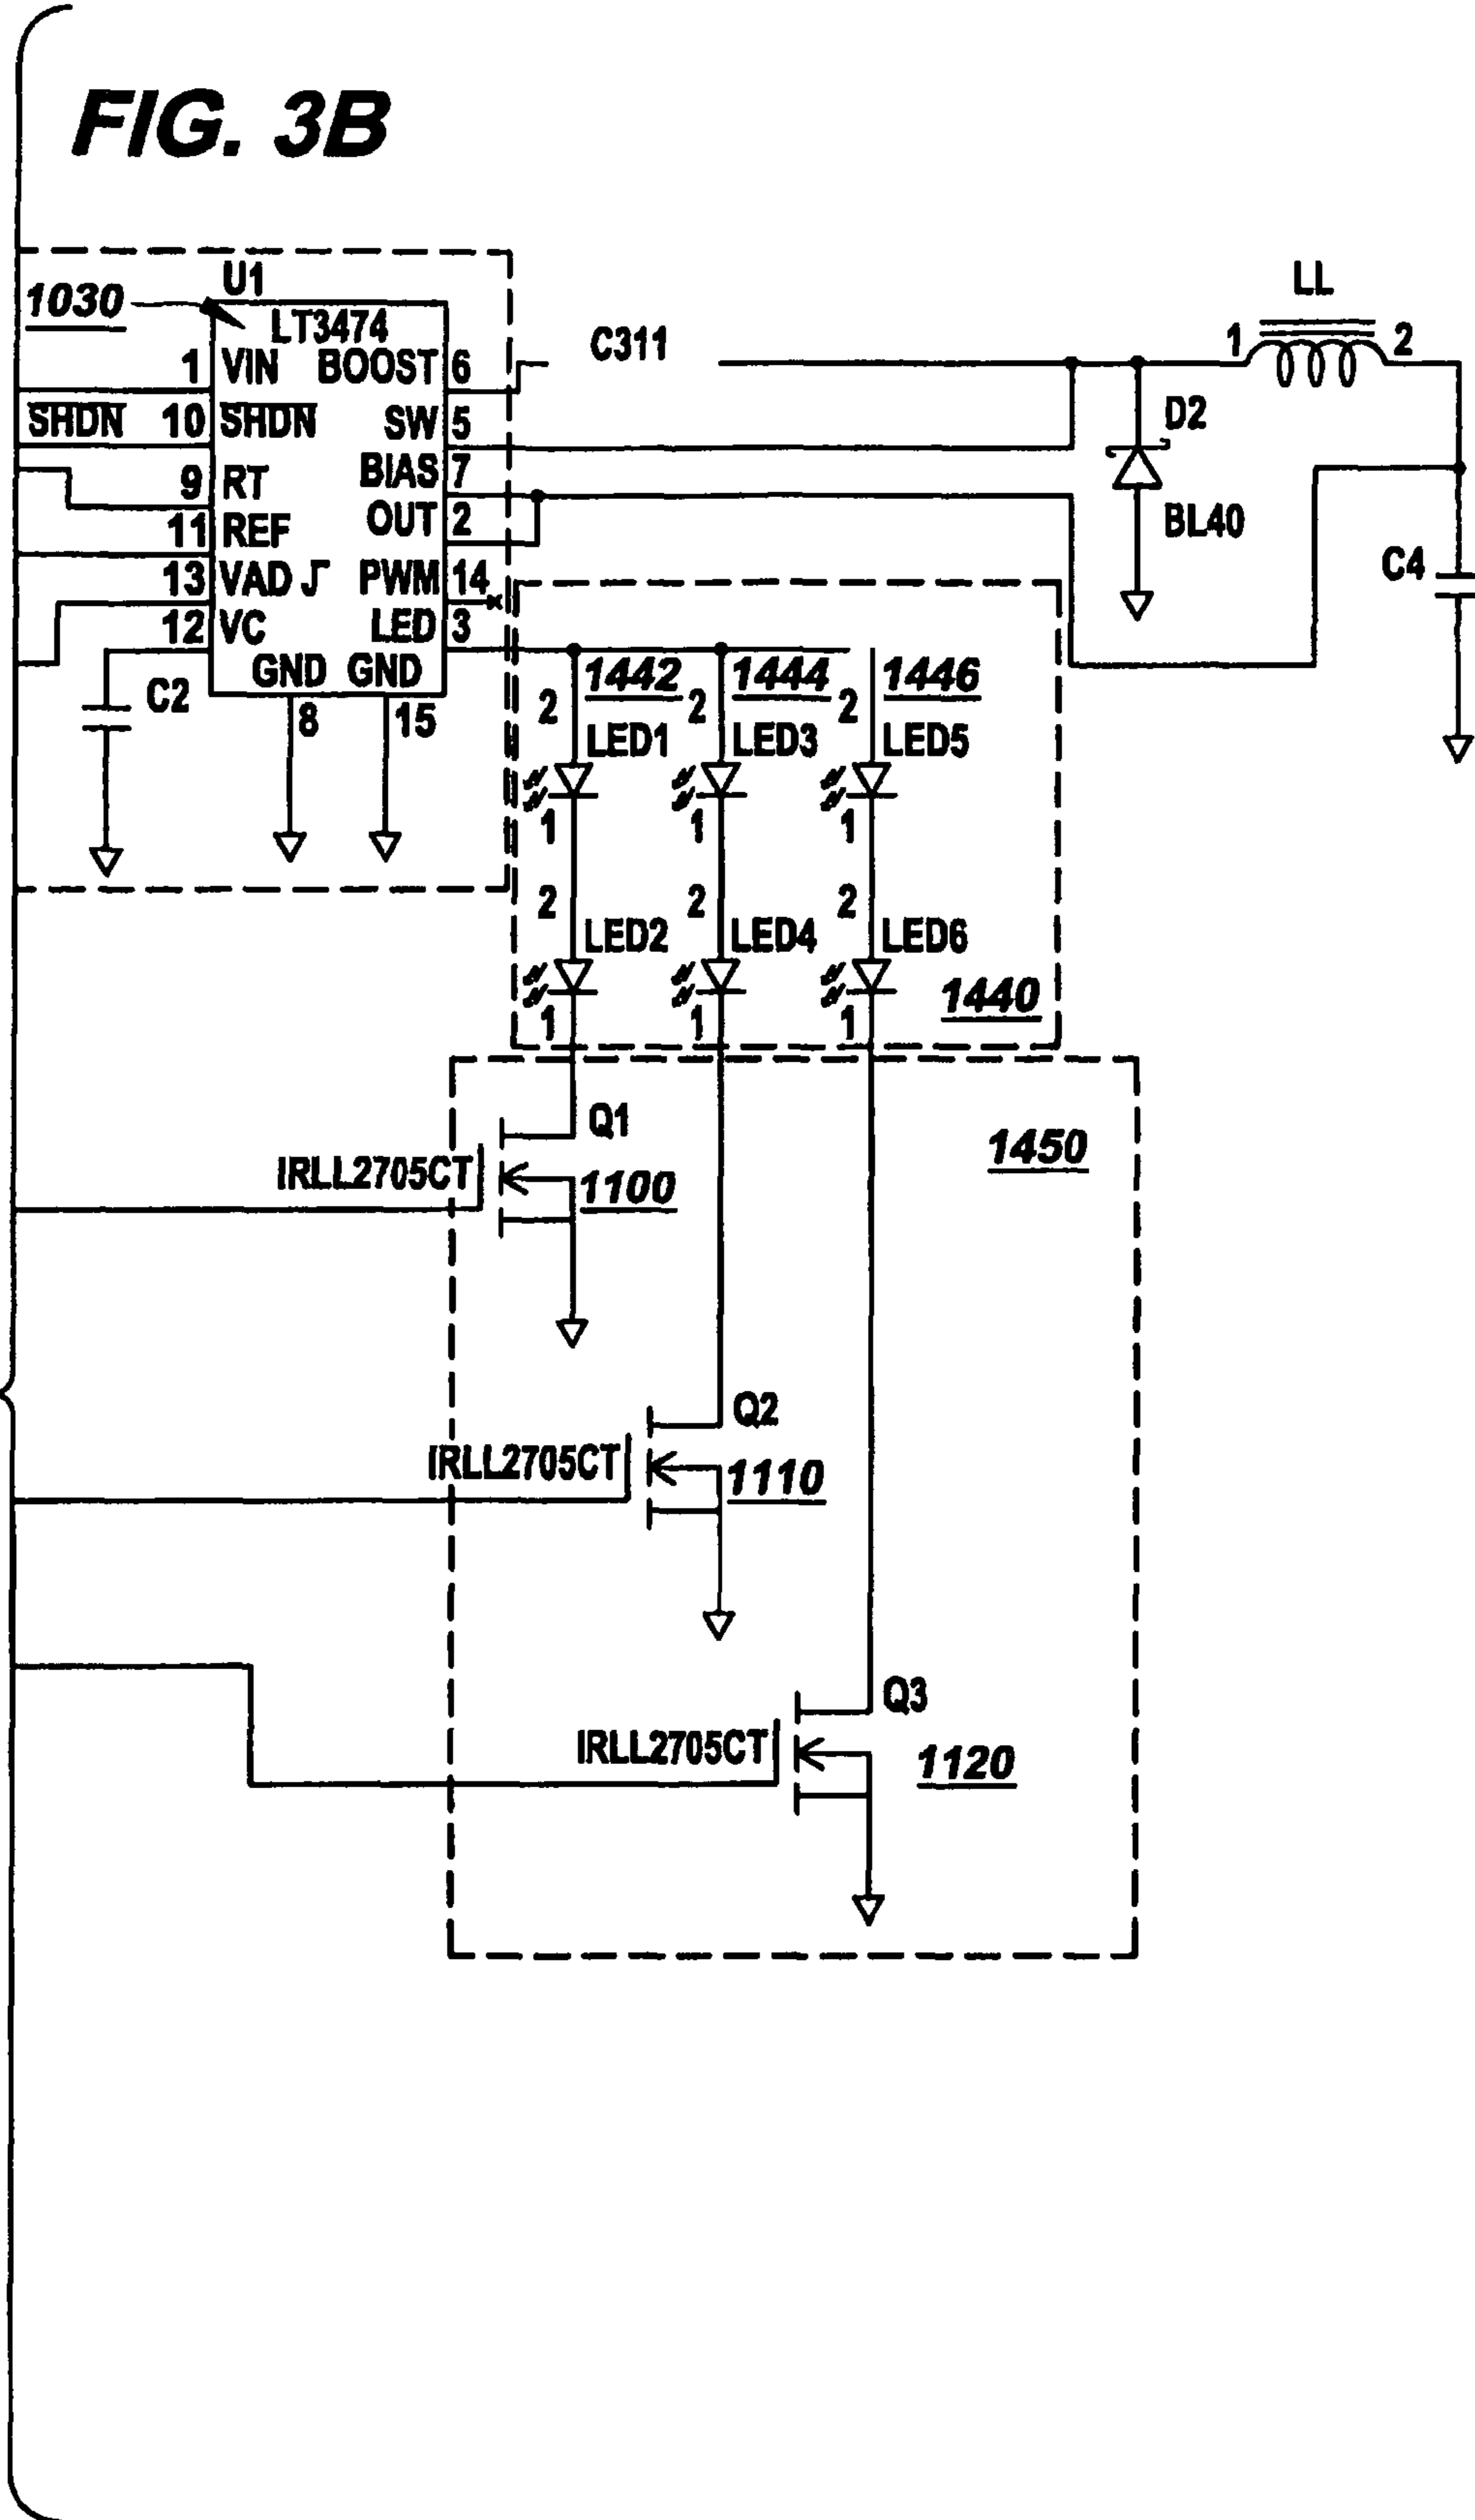 FIG. 3B
1030
U1
LT3474
C311
LL
1 2
1 VIN BOOST 6
SHDN 10 SHDN SW 5
D2
9 RT BIAS 7
11 REF OUT 2
BL40
13 VADJ PWM 14
C4
12 VC LED 3
GND GND
C2
8 15
1442 1444 1446
2 2 2
LED1 LED3 LED5
1 1 1
2 2 2
LED2 LED4 LED6
1440
1 1 1
Q1
1450
IRLL2705CT
1100
Q2
IRLL2705CT
1110
Q3
IRLL2705CT
1120